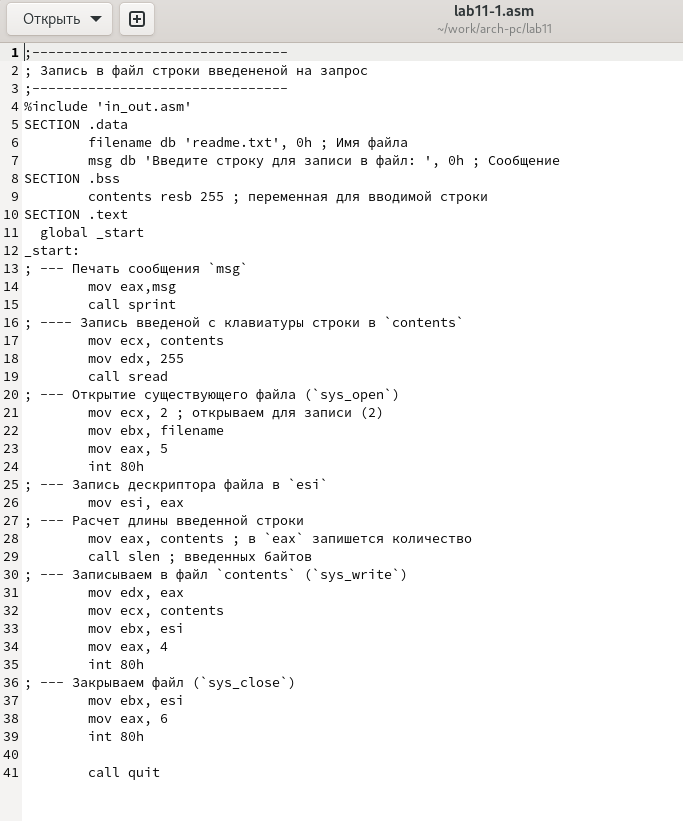 Открыть
lab11-1.asm
~/work/arch-pc/lab11
1 ;--------------------------------
2 ; Запись в файл строки введененой на запрос
3 ;--------------------------------
4 %include 'in_out.asm'
5 SECTION .data
6 filename db 'readme.txt', 0h ; Имя файла
7 msg db 'Введите строку для записи в файл: ', 0h ; Сообщение
8 SECTION .bss
9 contents resb 255 ; переменная для вводимой строки
10 SECTION .text
11 global _start
12 _start:
13 ; --- Печать сообщения `msg`
14 mov eax,msg
15 call sprint
16 ; ---- Запись введеной с клавиатуры строки в `contents`
17 mov ecx, contents
18 mov edx, 255
19 call sread
20 ; --- Открытие существующего файла (`sys_open`)
21 mov ecx, 2 ; открываем для записи (2)
22 mov ebx, filename
23 mov eax, 5
24 int 80h
25 ; --- Запись дескриптора файла в `esi`
26 mov esi, eax
27 ; --- Расчет длины введенной строки
28 mov eax, contents ; в `eax` запишется количество
29 call slen ; введенных байтов
30 ; --- Записываем в файл `contents` (`sys_write`)
31 mov edx, eax
32 mov ecx, contents
33 mov ebx, esi
34 mov eax, 4
35 int 80h
36 ; --- Закрываем файл (`sys_close`)
37 mov ebx, esi
38 mov eax, 6
39 int 80h
40
41 call quit